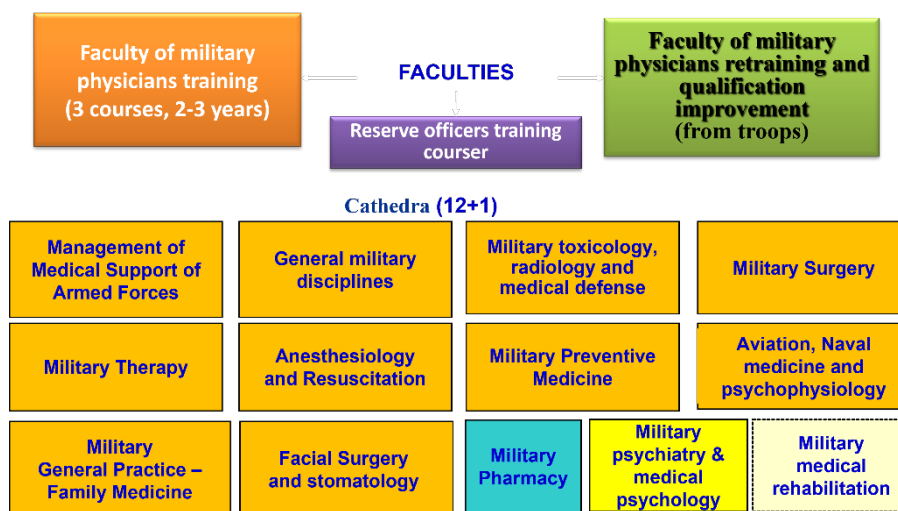 Faculty of military
physicians training
(3 courses, 2-3 years)
FACULTIES
Faculty of military
physicians retraining and
qualification
improvement
(from troops)
Reserve officers training
courser
Cathedra (12+1)
Management of
Medical Support of
Armed Forces
General military
disciplines
Military toxicology,
radiology and
medical defense
Military Surgery
Military Therapy
Anesthesiology
and Resuscitation
Military Preventive
Medicine
Aviation, Naval
medicine and
psychophysiology
Military
General Practice –
Family Medicine
Facial Surgery
and stomatology
Military
Pharmacy
Military
psychiatry &
medical
psychology
Military
medical
rehabilitation